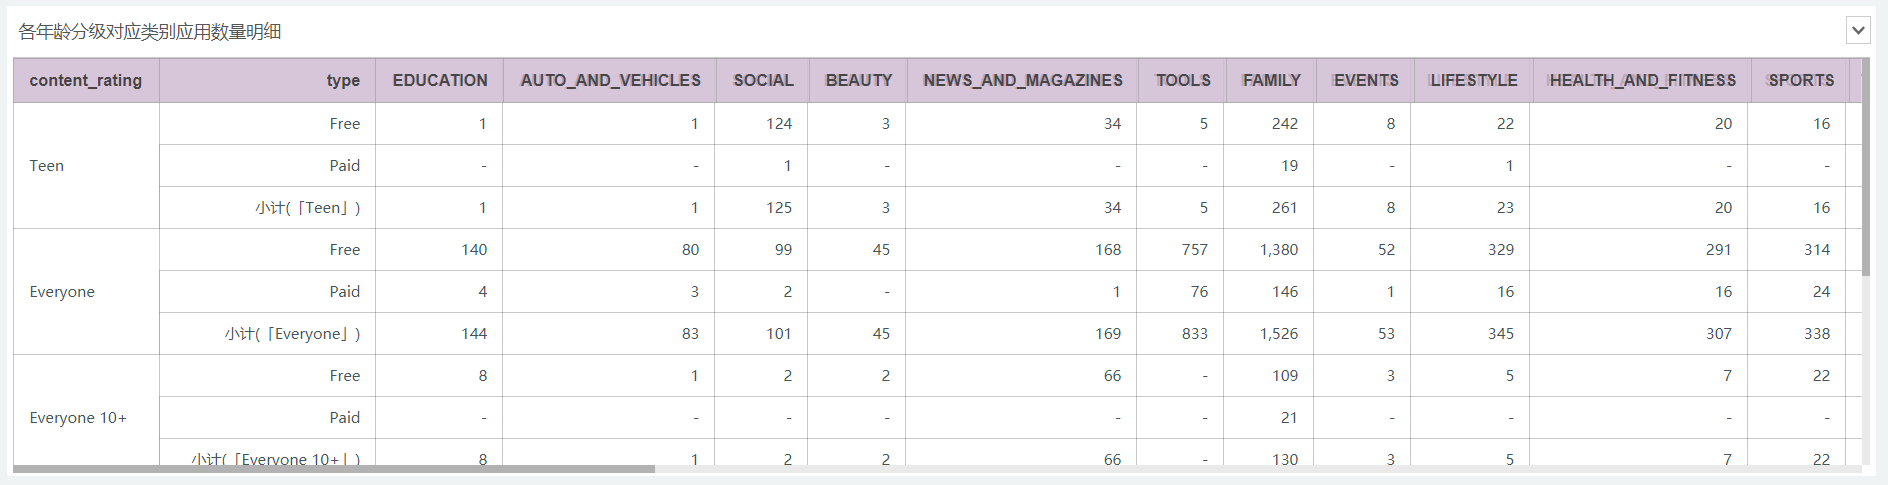 各年龄分级对应类别应用数量明细
content_rating type EDUCATION AUTO_AND_VEHICLES SOCIAL BEAUTY NEWS_AND_MAGAZINES TOOLS FAMILY EVENTS LIFESTYLE HEALTH_AND_FITNESS SPORTS
Free 1 1 124 3 34 5 242 8 22 20 16
Teen Paid - - 1 - - - 19 - 1 - -
小计(「Teen」) 1 1 125 3 34 5 261 8 23 20 16
Free 140 80 99 45 168 757 1,380 52 329 291 314
Everyone Paid 4 3 2 - 1 76 146 1 16 16 24
小计(「Everyone」) 144 83 101 45 169 833 1,526 53 345 307 338
Free 8 1 2 2 66 - 109 3 5 7 22
Everyone 10+ Paid - - - - - - 21 - - - -
小计(「Everyone 10+」) 8 1 2 2 66 - 130 3 5 7 22